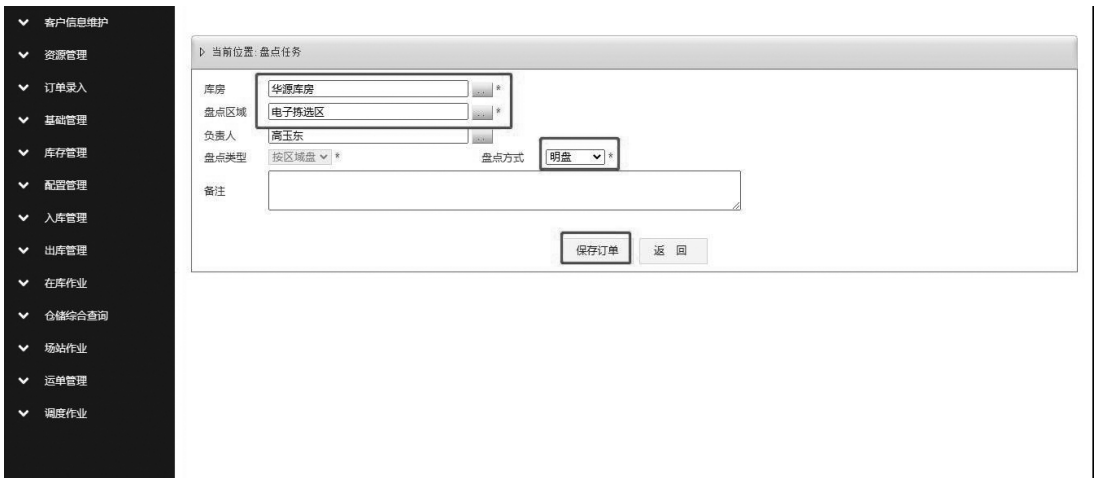 客户信息维护
资源管理
订单录入
基础管理
库存管理
配置管理
入库管理
出库管理
在库作业
仓储综合查询
场站作业
运单管理
调度作业
当前位置:盘点任务
库房 华源库房 .. *
盘点区域 电子拣选区 .. *
负责人 高玉东 ..
盘点类型 按区域盘 * 盘点方式 明盘 *
备注
保存订单 返 回